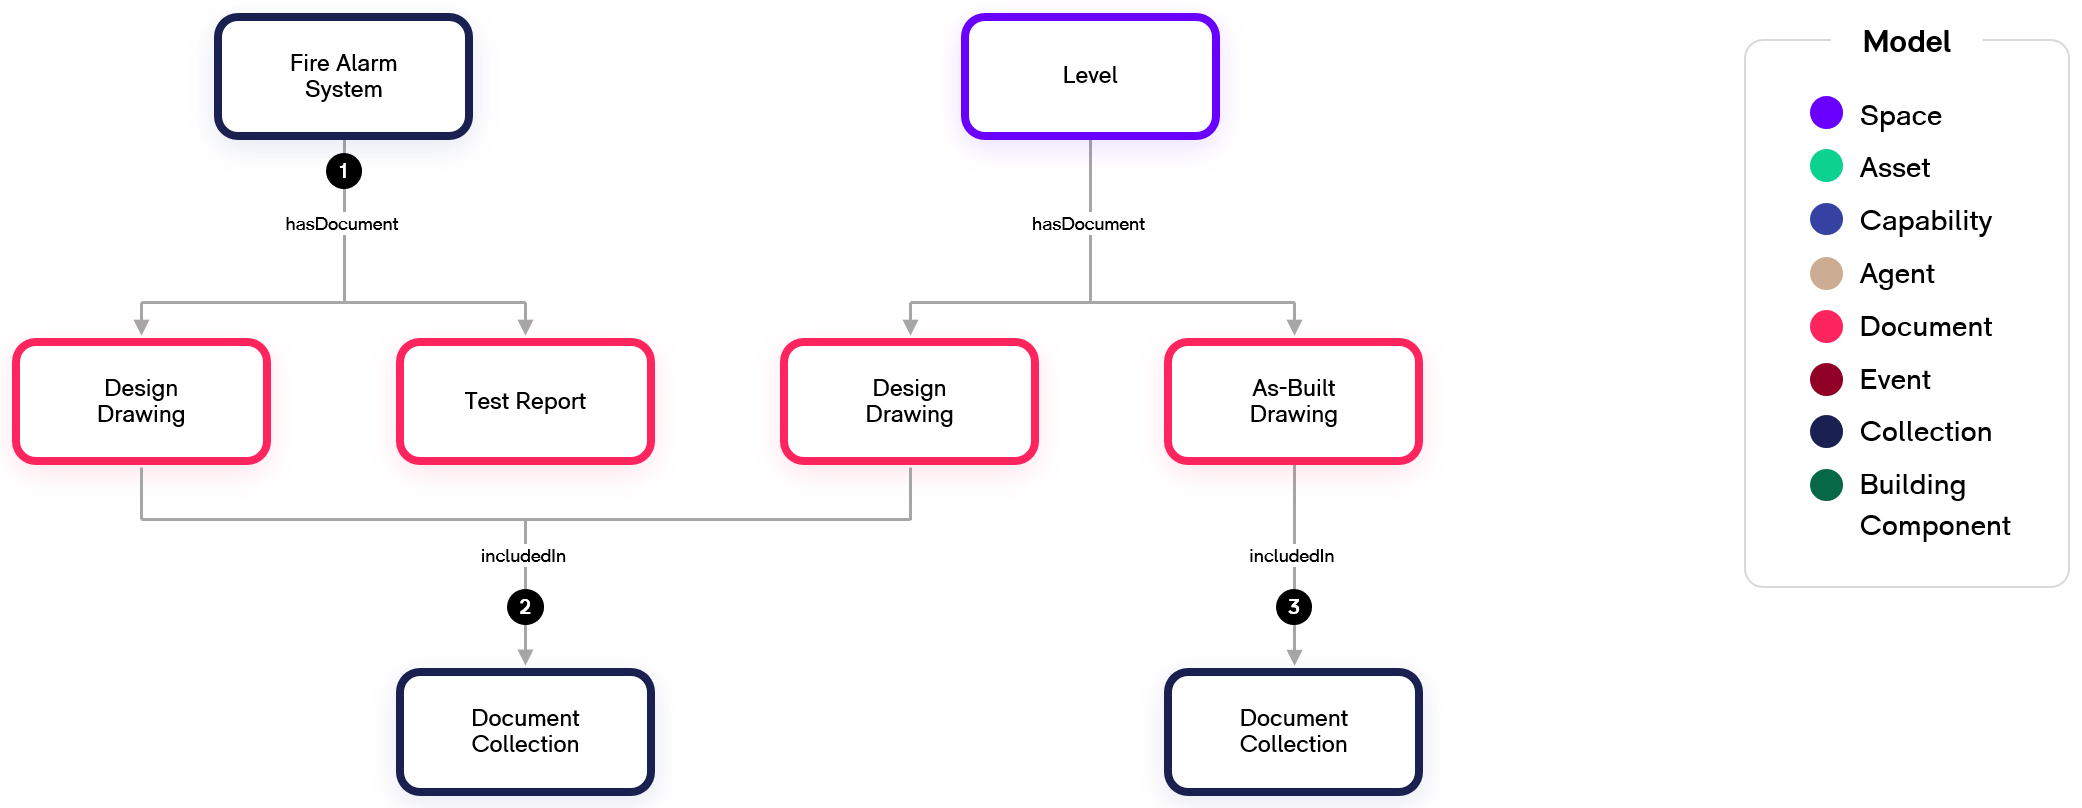 Fire Alarm
System
Level
1
hasDocument
hasDocument
Design
Drawing
Test Report
Design
Drawing
As-Built
Drawing
includedIn
includedIn
2
3
Document
Collection
Document
Collection
Model
Space
Asset
Capability
Agent
Document
Event
Collection
Building
Component